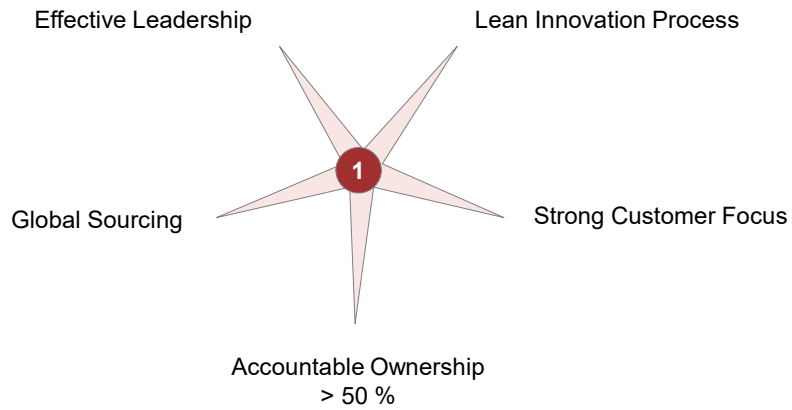 Effective Leadership
Lean Innovation Process
1
Global Sourcing
Strong Customer Focus
Accountable Ownership
> 50 %